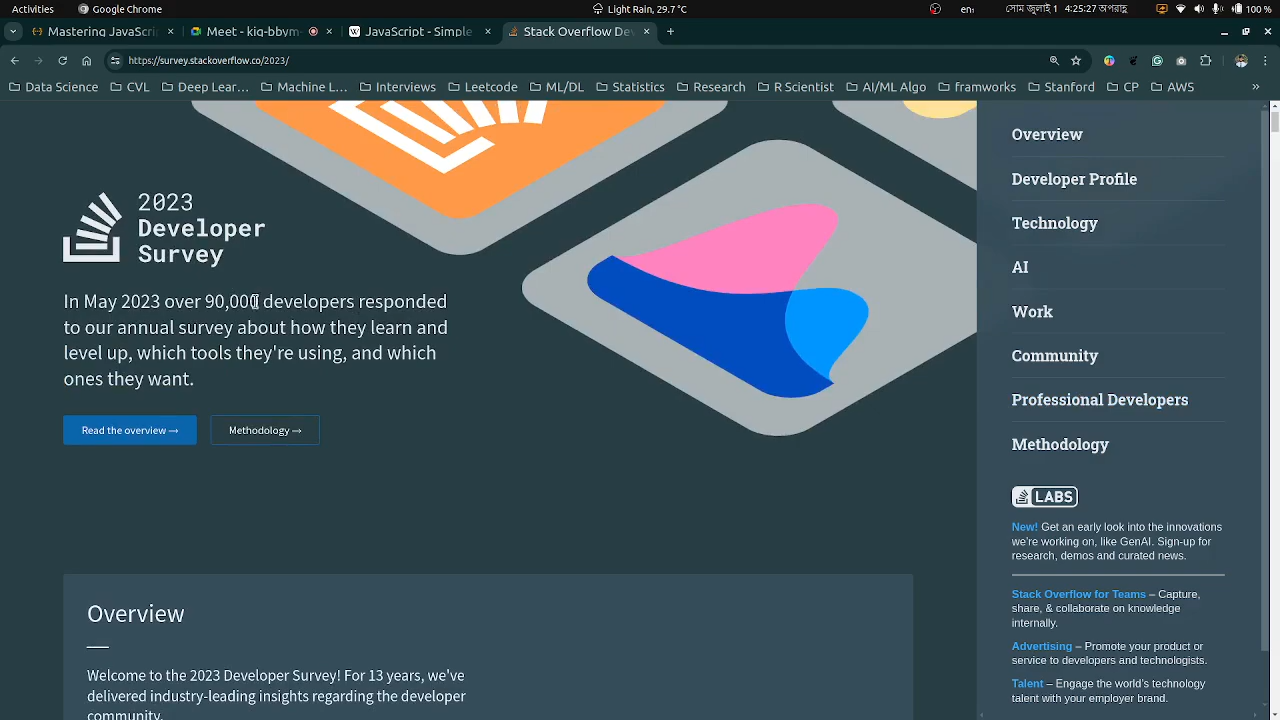 Activities
Google Chrome
Light Rain, 29.7 °C
en₁
সোম জুলাই 1 4:25:27 অপরাহ্ণ
100 %
Mastering JavaScri
Meet - kiq-bbvm-
JavaScript - Simple
Stack Overflow Dev
https://survey.stackoverflow.co/2023/
Data Science
CVL
Deep Lear...
Machine L...
Interviews
Leetcode
ML/DL
Statistics
Research
R Scientist
AI/ML Algo
framworks
Stanford
CP
AWS
»
2023
Developer
Survey
In May 2023 over 90,000 developers responded
to our annual survey about how they learn and
level up, which tools they're using, and which
ones they want.
Read the overview →
Methodology →
Overview
Welcome to the 2023 Developer Survey! For 13 years, we've
delivered industry-leading insights regarding the developer
community.
Overview
Developer Profile
Technology
AI
Work
Community
Professional Developers
Methodology
LABS
New! Get an early look into the innovations
we're working on, like GenAI. Sign-up for
research, demos and curated news.
Stack Overflow for Teams – Capture,
share, & collaborate on knowledge
internally.
Advertising – Promote your product or
service to developers and technologists.
Talent – Engage the world's technology
talent with your employer brand.